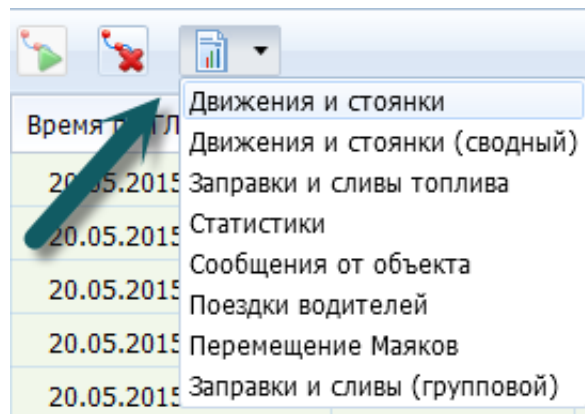 Движения и стоянки
Время п ГЛ
Движения и стоянки (сводный)
20.05.2015
Заправки и сливы топлива
20.05.2015
Статистики
Сообщения от объекта
20.05.2015
Поездки водителей
20.05.2015
Перемещение Маяков
20.05.2015
Заправки и сливы (групповой)